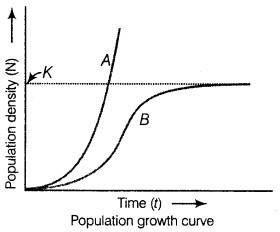 Population density (N)
K
A
B
Time (t)
Population growth curve